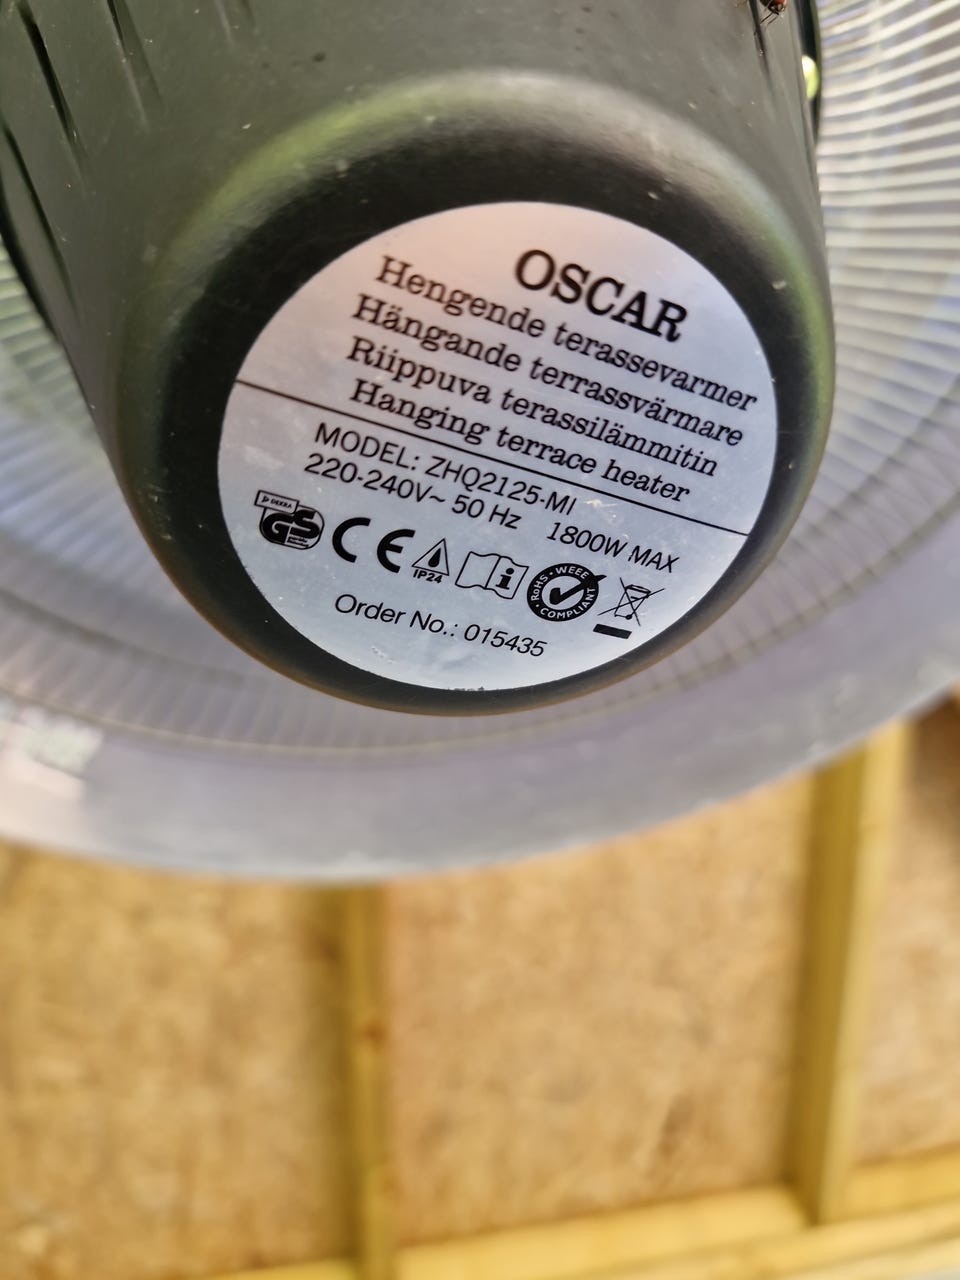 OSCAR
Hengende terassevarmer
Hängande terrassvärmare
Riippuva terassilämmitin
Hanging terrace heater
MODEL: ZHQ2125-MI
220-240V~ 50 Hz 1800W MAX
DEKRA
GS
CE
IP24
i
RoHS · WEEE · COMPLIANT
Order No.: 015435